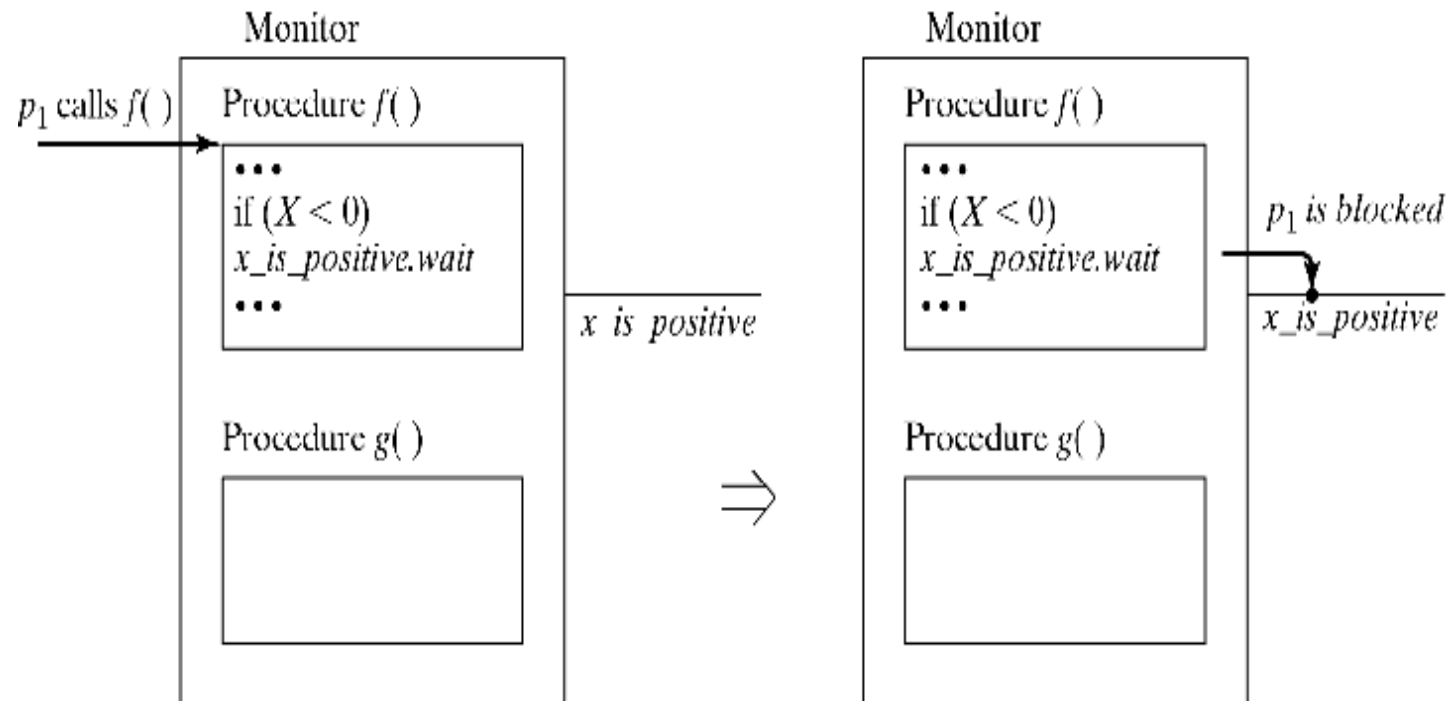 Monitor
p1 calls f( )
Procedure f( )
•••
if (X < 0)
x_is_positive.wait
•••
x is positive
Procedure g( )
⇒
Monitor
Procedure f( )
•••
if (X < 0)
x_is_positive.wait
•••
p1 is blocked
x_is_positive
Procedure g( )